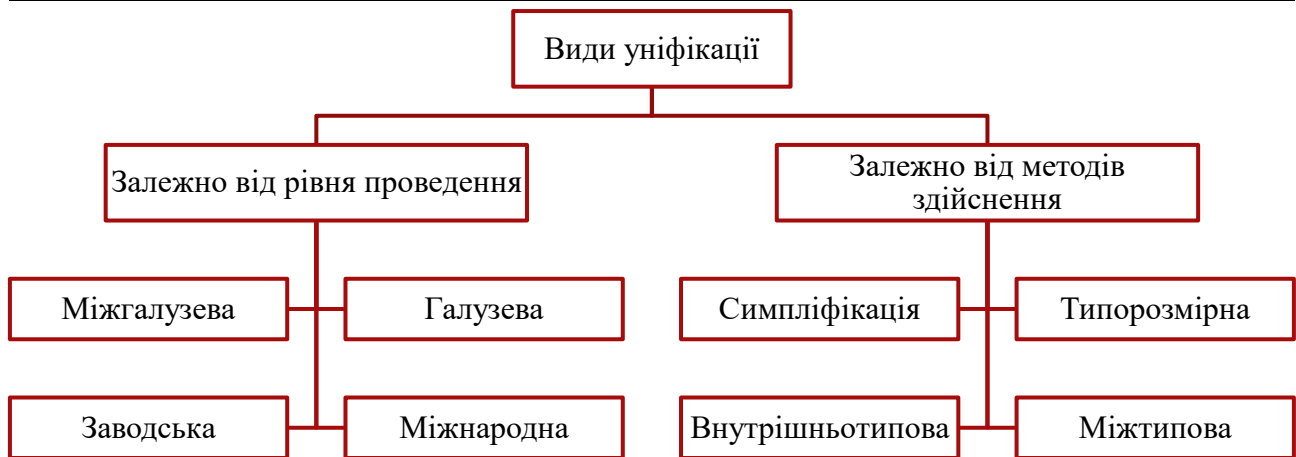 Види уніфікації
Залежно від рівня проведення
Залежно від методів
здійснення
Міжгалузева
Галузева
Симпліфікація
Типорозмірна
Заводська
Міжнародна
Внутрішньотипова
Міжтипова